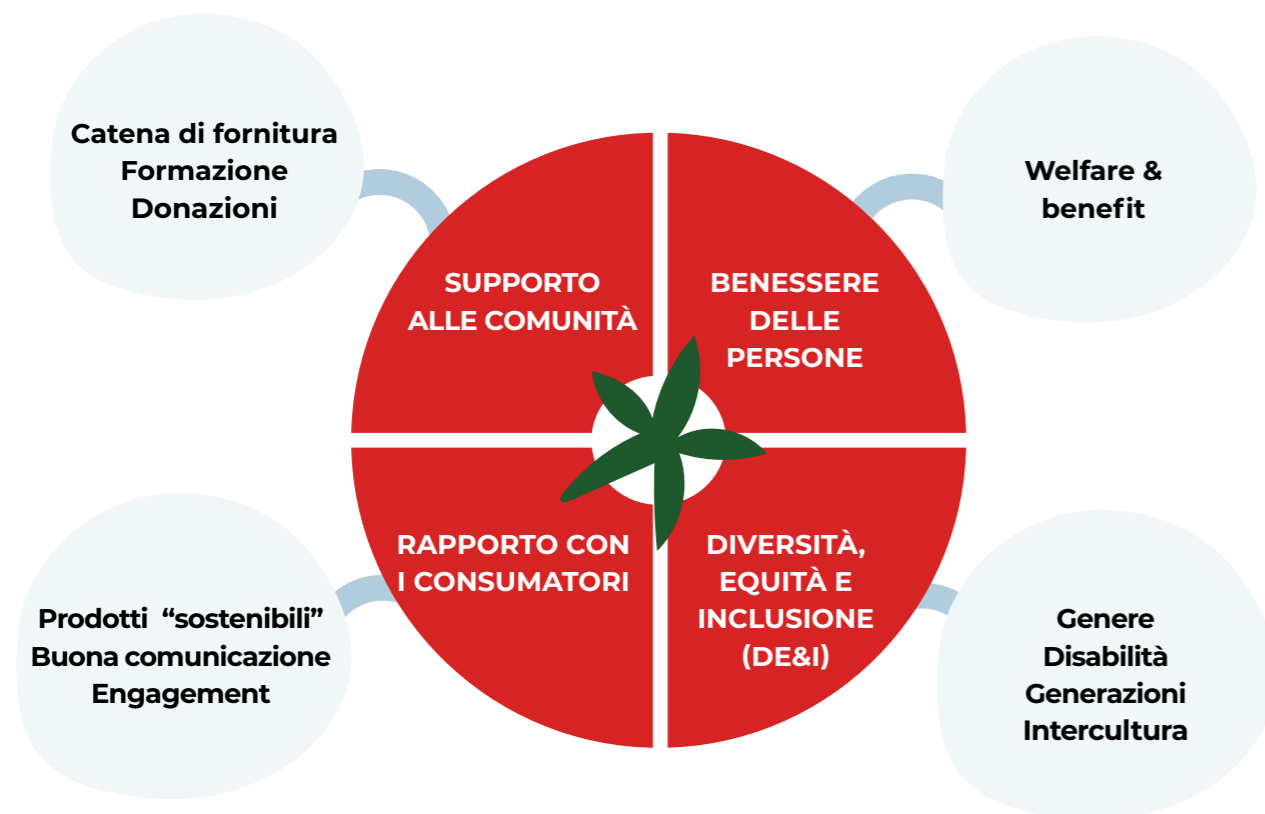 Catena di fornitura
Formazione
Donazioni
Welfare &
benefit
SUPPORTO
ALLE COMUNITÀ
BENESSERE
DELLE
PERSONE
RAPPORTO CON
I CONSUMATORI
DIVERSITÀ,
EQUITÀ E
INCLUSIONE
(DE&I)
Prodotti “sostenibili”
Buona comunicazione
Engagement
Genere
Disabilità
Generazioni
Intercultura